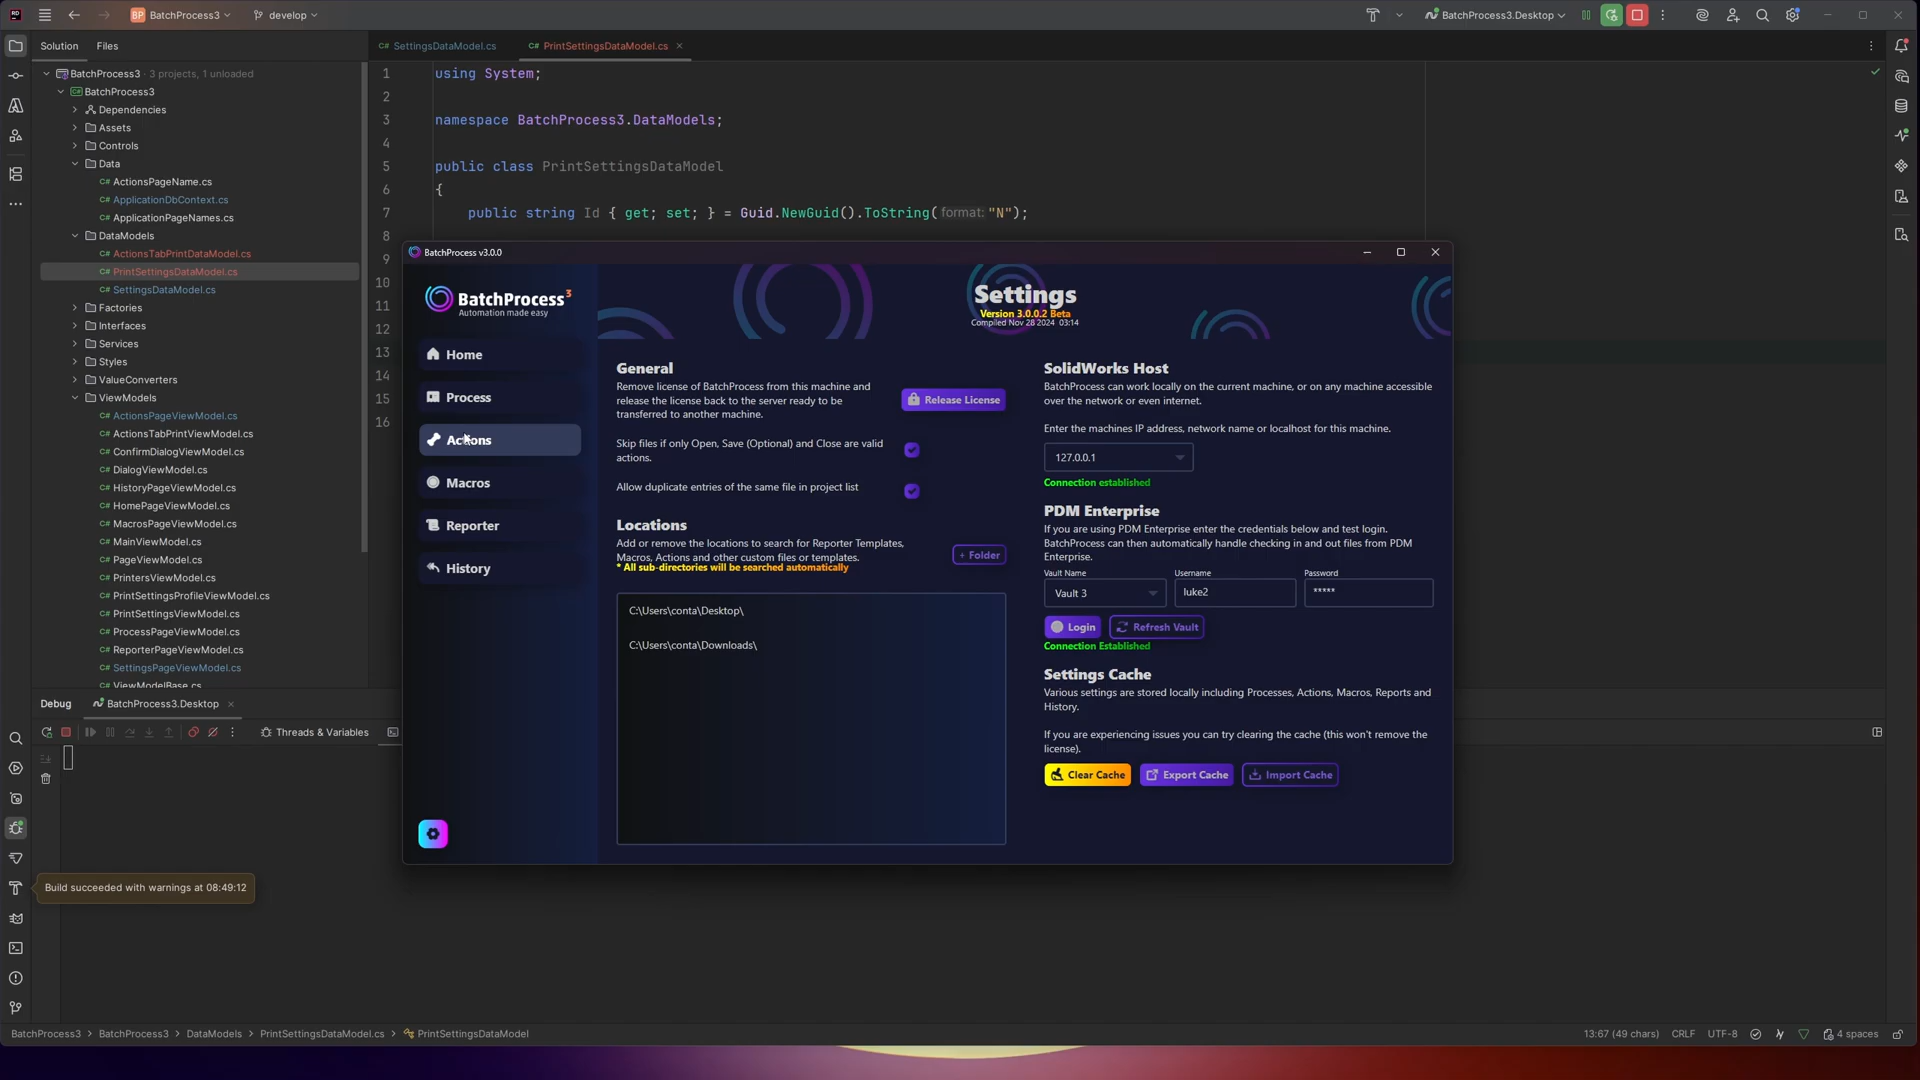 BP BatchProcess3
develop
BatchProcess3.Desktop
Solution
Files
SettingsDataModel.cs
PrintSettingsDataModel.cs
BatchProcess3 · 3 projects, 1 unloaded
BatchProcess3
Dependencies
Assets
Controls
Data
ActionsPageName.cs
ApplicationDbContext.cs
ApplicationPageNames.cs
DataModels
ActionsTabPrintDataModel.cs
PrintSettingsDataModel.cs
SettingsDataModel.cs
Factories
Interfaces
Services
Styles
ValueConverters
ViewModels
ActionsPageViewModel.cs
ActionsTabPrintViewModel.cs
ConfirmDialogViewModel.cs
DialogViewModel.cs
HistoryPageViewModel.cs
HomePageViewModel.cs
MacrosPageViewModel.cs
MainViewModel.cs
PageViewModel.cs
PrintersViewModel.cs
PrintSettingsProfileViewModel.cs
PrintSettingsViewModel.cs
ProcessPageViewModel.cs
ReporterPageViewModel.cs
SettingsPageViewModel.cs
ViewModelBase.cs
1 using System;
2
3 namespace BatchProcess3.DataModels;
4
5 public class PrintSettingsDataModel
6 {
7 public string Id { get; set; } = Guid.NewGuid().ToString( format: "N");
8
9
10
11
12
13
14
15
16
BatchProcess v3.0.0
BatchProcess3
Automation made easy
Home
Process
Actions
Macros
Reporter
History
Settings
Version 3.0.0.2 Beta
Compiled Nov 28 2024 03:14
General
Remove license of BatchProcess from this machine and
release the license back to the server ready to be
transferred to another machine.
Release License
Skip files if only Open, Save (Optional) and Close are valid
actions.
Allow duplicate entries of the same file in project list
Locations
Add or remove the locations to search for Reporter Templates,
Macros, Actions and other custom files or templates.
* All sub-directories will be searched automatically
+ Folder
C:\Users\conta\Desktop\
C:\Users\conta\Downloads\
SolidWorks Host
BatchProcess can work locally on the current machine, or on any machine accessible
over the network or even internet.
Enter the machines IP address, network name or localhost for this machine.
127.0.0.1
Connection established
PDM Enterprise
If you are using PDM Enterprise enter the credentials below and test login.
BatchProcess can then automatically handle checking in and out files from PDM
Enterprise.
Vault Name
Username
Password
Vault 3
luke2
*****
Login
Refresh Vault
Connection Established
Settings Cache
Various settings are stored locally including Processes, Actions, Macros, Reports and
History.
If you are experiencing issues you can try clearing the cache (this won't remove the
license).
Clear Cache
Export Cache
Import Cache
Debug
BatchProcess3.Desktop
Threads & Variables
Build succeeded with warnings at 08:49:12
BatchProcess3 > BatchProcess3 > DataModels > PrintSettingsDataModel.cs > PrintSettingsDataModel
13:67 (49 chars)
CRLF
UTF-8
4 spaces